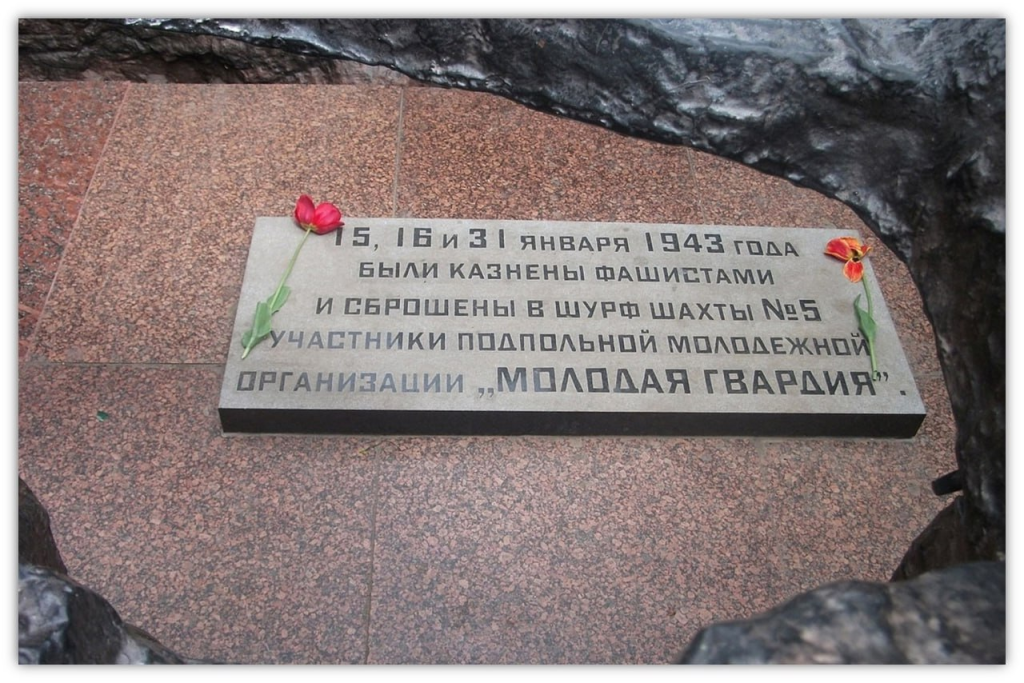 15, 16 И 31 ЯНВАРЯ 1943 ГОДА
БЫЛИ КАЗНЕНЫ ФАШИСТАМИ
И СБРОШЕНЫ В ШУРФ ШАХТЫ №5
УЧАСТНИКИ ПОДПОЛЬНОЙ МОЛОДЕЖНОЙ
ОРГАНИЗАЦИИ „МОЛОДАЯ ГВАРДИЯ”.